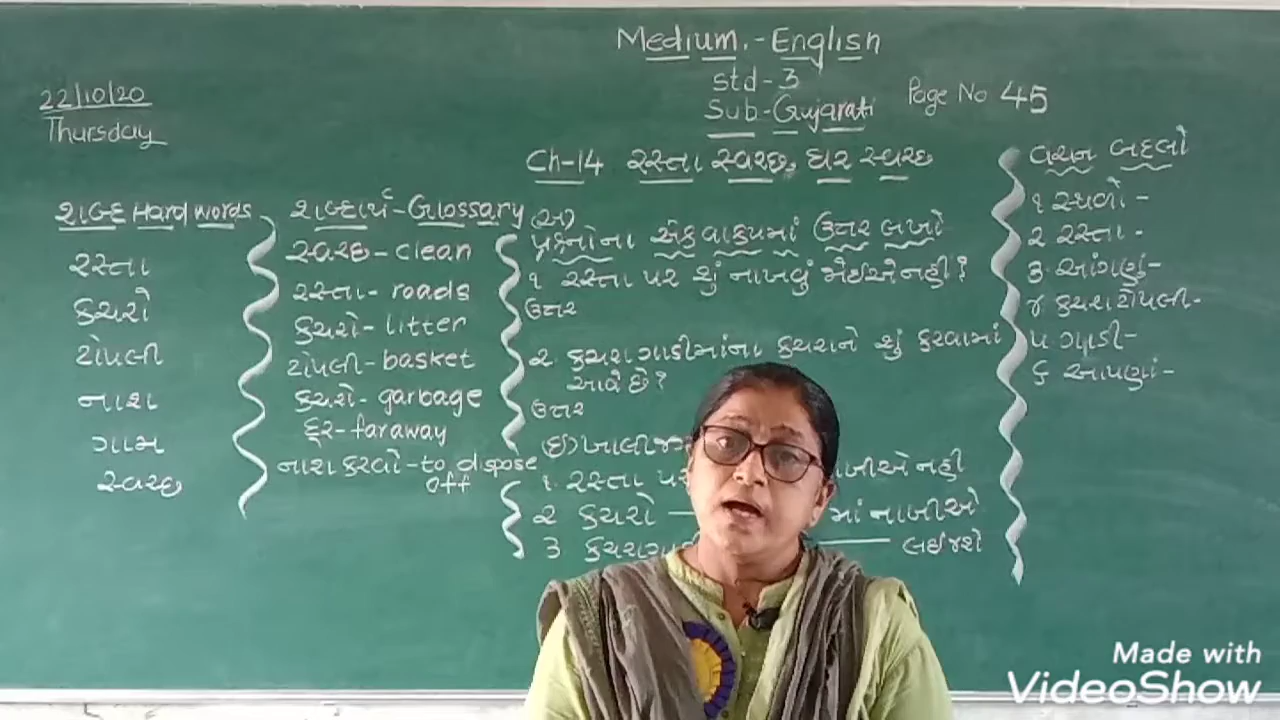 Medium.-English
Std-3
Sub-Gujarati
Page No 45
22/10/20
Thursday
Ch-14 રસ્તા સ્વચ્છ, ઘર સ્વચ્છ
શબ્દ Hard words
રસ્તા
કચરો
ટોપલી
નાશ
ગામ
સ્વચ્છ
શબ્દાર્થ-Glossary
સ્વચ્છ-clean
રસ્તા-roads
કચરો-litter
ટોપલી-basket
કચરો-garbage
દૂર-faraway
નાશ કરવો-to dispose
off
(અ)
પ્રશ્નોના એક વાક્યમાં ઉત્તર લખો
૧ રસ્તા પર શું નાખવું જોઈએ નહી?
ઉત્તર
૨ કચરાગાડીમાંના કચરાને શું કરવામાં
આવે છે?
ઉત્તર
(ઇ) ખાલી
૧. રસ્તા પર નહી
૨ કચરો — માં નાખીએ
૩ લઈ જશે
વચન બદલો
૧ સ્થળો-
૨ રસ્તા-
૩. આંગણું-
૪ કચરાટોપલી-
૫ ગાડી-
૬ આપણાં-
Made with
VideoShow